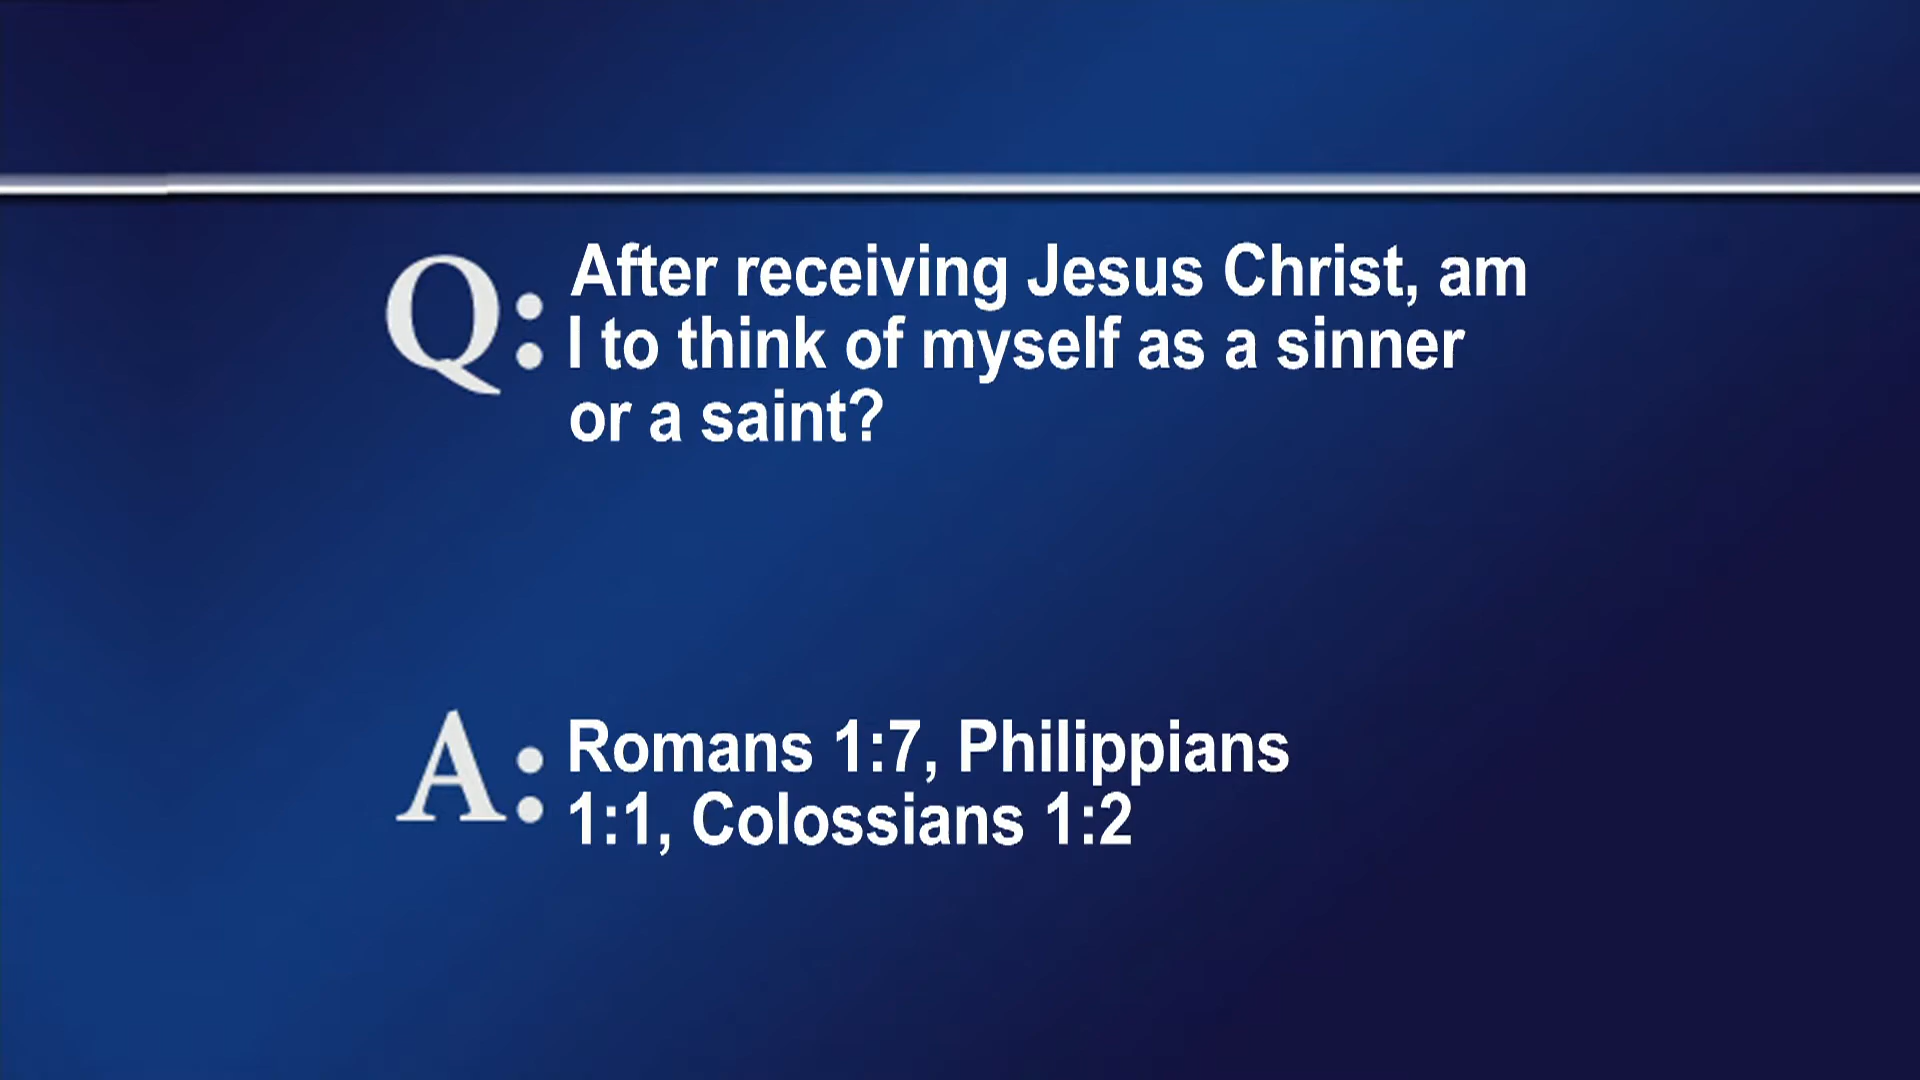 Q: After receiving Jesus Christ, am
I to think of myself as a sinner
or a saint?
A: Romans 1:7, Philippians
1:1, Colossians 1:2